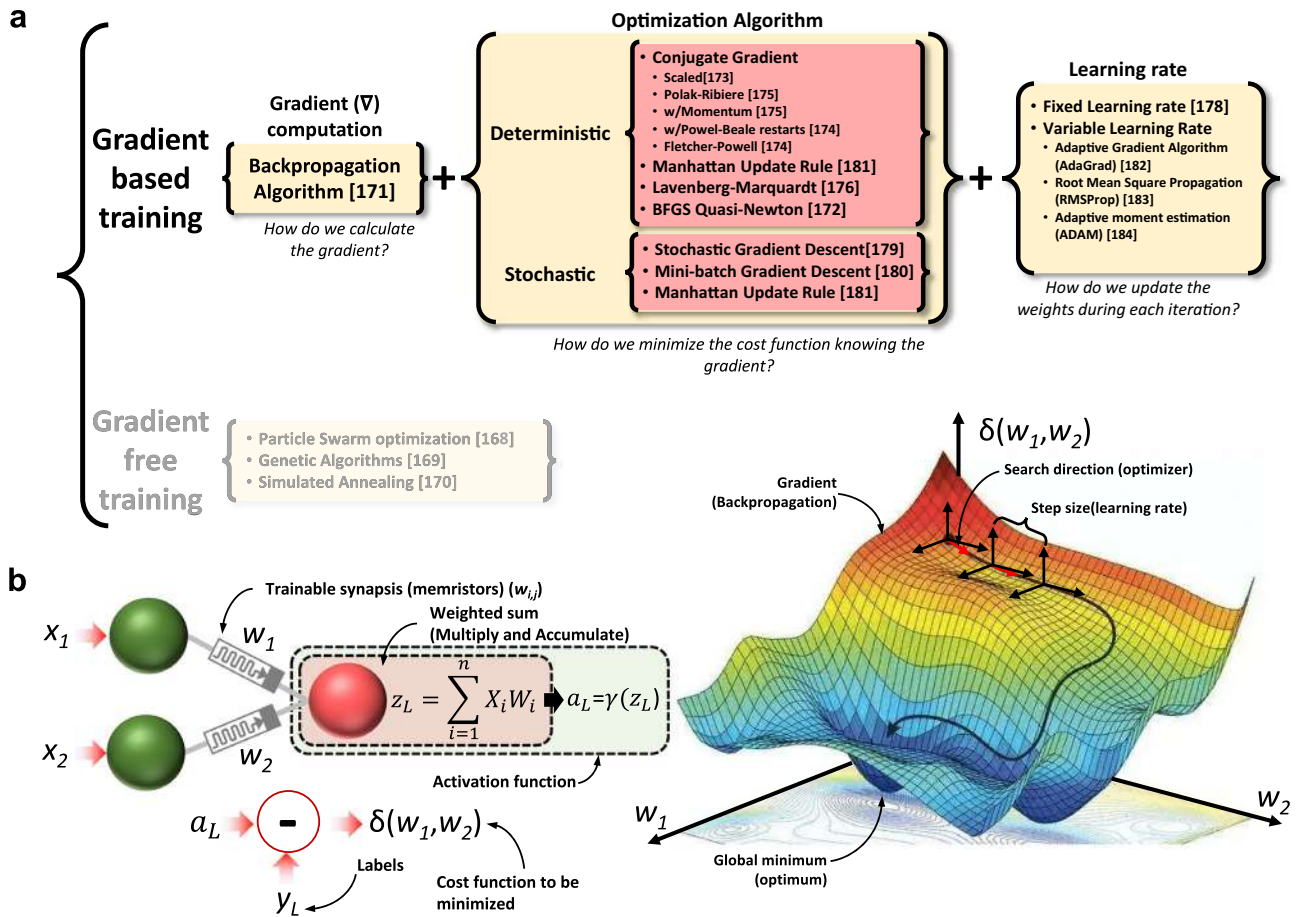 a
Optimization Algorithm
Gradient
based
training
Gradient (∇)
computation
Backpropagation
Algorithm [171]
How do we calculate
the gradient?
+
Deterministic
• Conjugate Gradient
• Scaled[173]
• Polak-Ribiere [175]
• w/Momentum [175]
• w/Powel-Beale restarts [174]
• Fletcher-Powell [174]
• Manhattan Update Rule [181]
• Lavenberg-Marquardt [176]
• BFGS Quasi-Newton [172]
Stochastic
• Stochastic Gradient Descent[179]
• Mini-batch Gradient Descent [180]
• Manhattan Update Rule [181]
How do we minimize the cost function knowing the
gradient?
+
Learning rate
• Fixed Learning rate [178]
• Variable Learning Rate
• Adaptive Gradient Algorithm
(AdaGrad) [182]
• Root Mean Square Propagation
(RMSProp) [183]
• Adaptive moment estimation
(ADAM) [184]
How do we update the
weights during each iteration?
Gradient
free
training
• Particle Swarm optimization [168]
• Genetic Algorithms [169]
• Simulated Annealing [170]
δ(w1,w2)
Search direction (optimizer)
Gradient
(Backpropagation)
Step size(learning rate)
w1
w2
Global minimum
(optimum)
b
Trainable synapsis (memristors) (wi,j)
Weighted sum
(Multiply and Accumulate)
x1
w1
x2
w2
zL = ∑ i=1 n XiWi
aL=γ(zL)
Activation function
aL
-
δ(w1,w2)
Labels
yL
Cost function to be
minimized